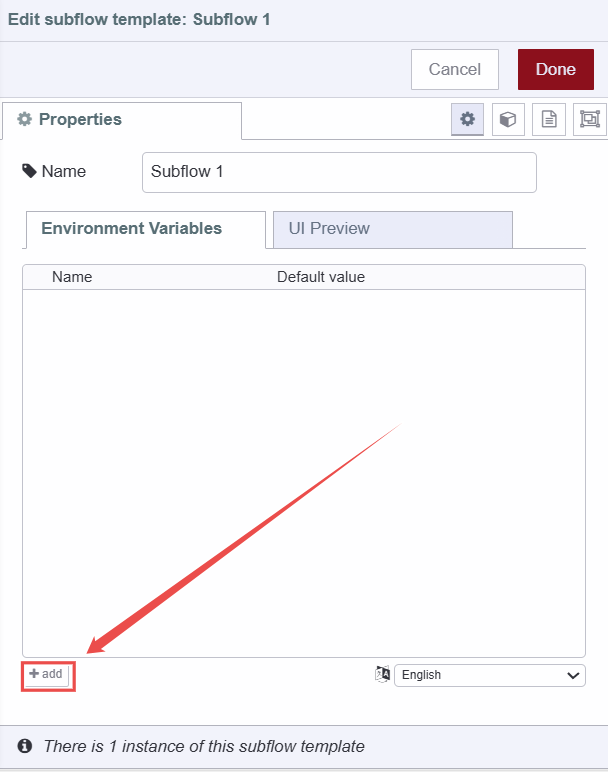 Edit subflow template: Subflow 1
Cancel Done
Properties
Name Subflow 1
Environment Variables UI Preview
Name Default value
add English
There is 1 instance of this subflow template